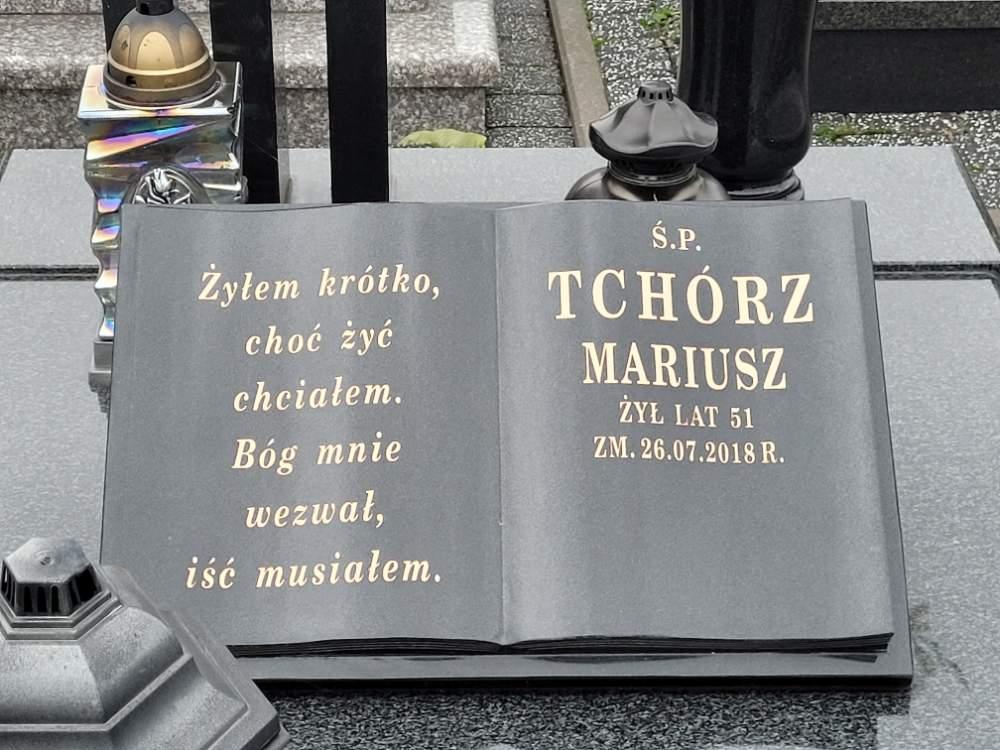 Żyłem krótko,
choć żyć
chciałem.
Bóg mnie
wezwał,
iść musiałem.
Ś.P.
TCHÓRZ
MARIUSZ
ŻYŁ LAT 51
ZM. 26.07.2018 R.